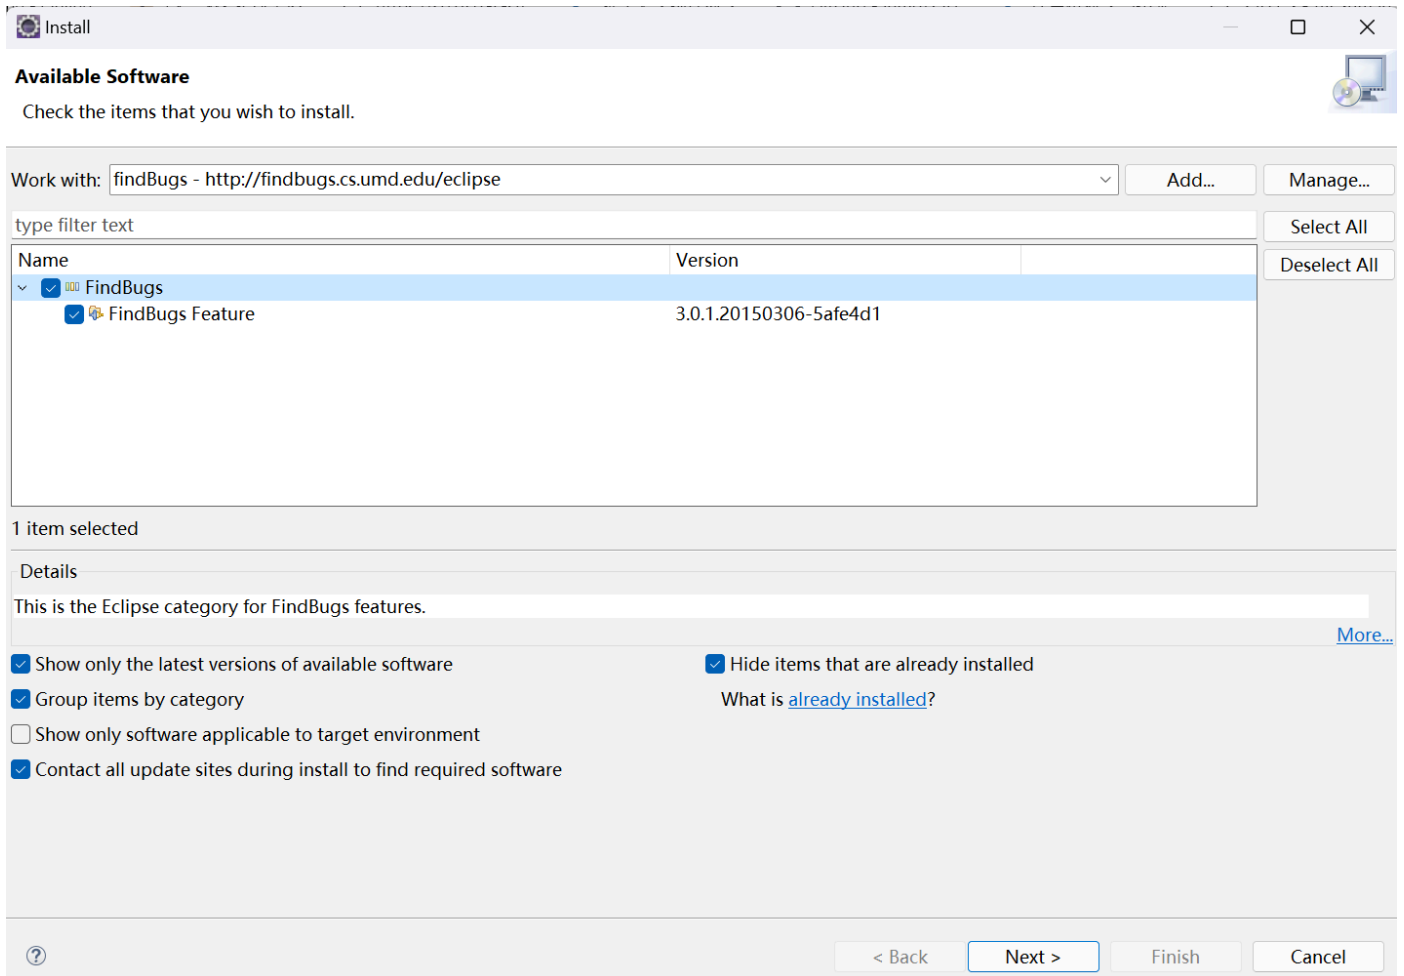 Install
Available Software
Check the items that you wish to install.
Work with: findBugs - http://findbugs.cs.umd.edu/eclipse Add... Manage...
type filter text Select All
Name Version Deselect All
FindBugs
FindBugs Feature 3.0.1.20150306-5afe4d1
1 item selected
Details
This is the Eclipse category for FindBugs features.
More...
Show only the latest versions of available software Hide items that are already installed
Group items by category What is already installed?
Show only software applicable to target environment
Contact all update sites during install to find required software
? < Back Next > Finish Cancel